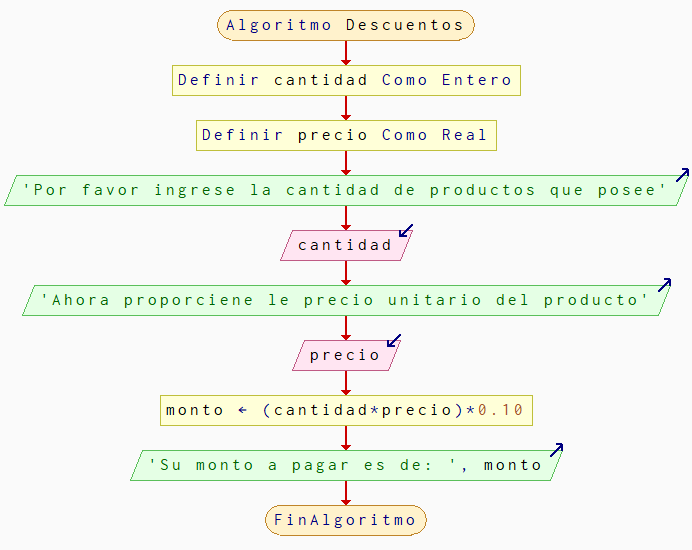 Algoritmo Descuentos
Definir cantidad Como Entero
Definir precio Como Real
'Por favor ingrese la cantidad de productos que posee'
cantidad
'Ahora proporciene le precio unitario del producto'
precio
monto ← (cantidad*precio)*0.10
'Su monto a pagar es de: ', monto
FinAlgoritmo